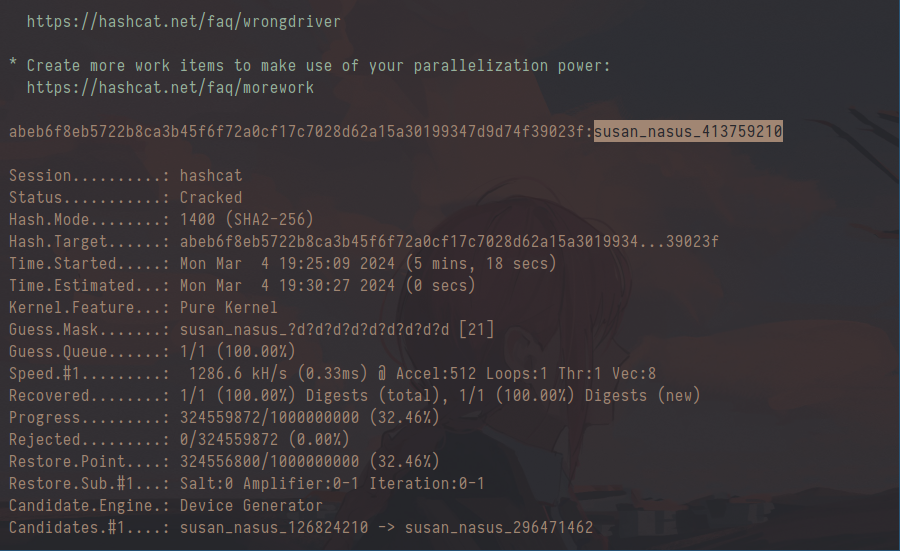 https://hashcat.net/faq/wrongdriver
* Create more work items to make use of your parallelization power:
https://hashcat.net/faq/morework
abeb6f8eb5722b8ca3b45f6f72a0cf17c7028d62a15a30199347d9d74f39023f:susan_nasus_413759210
Session..........: hashcat
Status...........: Cracked
Hash.Mode........: 1400 (SHA2-256)
Hash.Target......: abeb6f8eb5722b8ca3b45f6f72a0cf17c7028d62a15a3019934...39023f
Time.Started.....: Mon Mar  4 19:25:09 2024 (5 mins, 18 secs)
Time.Estimated...: Mon Mar  4 19:30:27 2024 (0 secs)
Kernel.Feature...: Pure Kernel
Guess.Mask.......: susan_nasus_?d?d?d?d?d?d?d?d?d [21]
Guess.Queue......: 1/1 (100.00%)
Speed.#1.........:  1286.6 kH/s (0.33ms) @ Accel:512 Loops:1 Thr:1 Vec:8
Recovered........: 1/1 (100.00%) Digests (total), 1/1 (100.00%) Digests (new)
Progress.........: 324559872/1000000000 (32.46%)
Rejected.........: 0/324559872 (0.00%)
Restore.Point....: 324556800/1000000000 (32.46%)
Restore.Sub.#1...: Salt:0 Amplifier:0-1 Iteration:0-1
Candidate.Engine.: Device Generator
Candidates.#1....: susan_nasus_126824210 -> susan_nasus_296471462